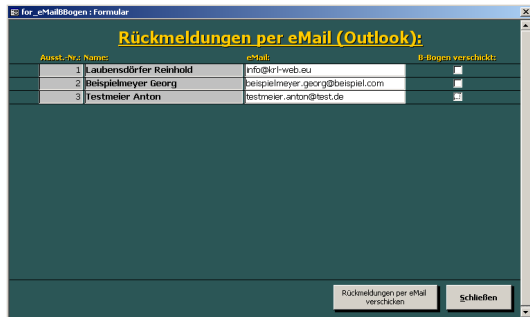 for_eMailBBogen : Formular
Rückmeldungen per eMail (Outlook):
Ausst.-Nr.: Name: eMail: B-Bogen verschickt:
1 Laubensdörfer Reinhold info@krl-web.eu
2 Beispielmeyer Georg beispielmeyer.georg@beispiel.com
3 Testmeier Anton testmeier.anton@test.de
Rückmeldungen per eMail
verschicken
Schließen